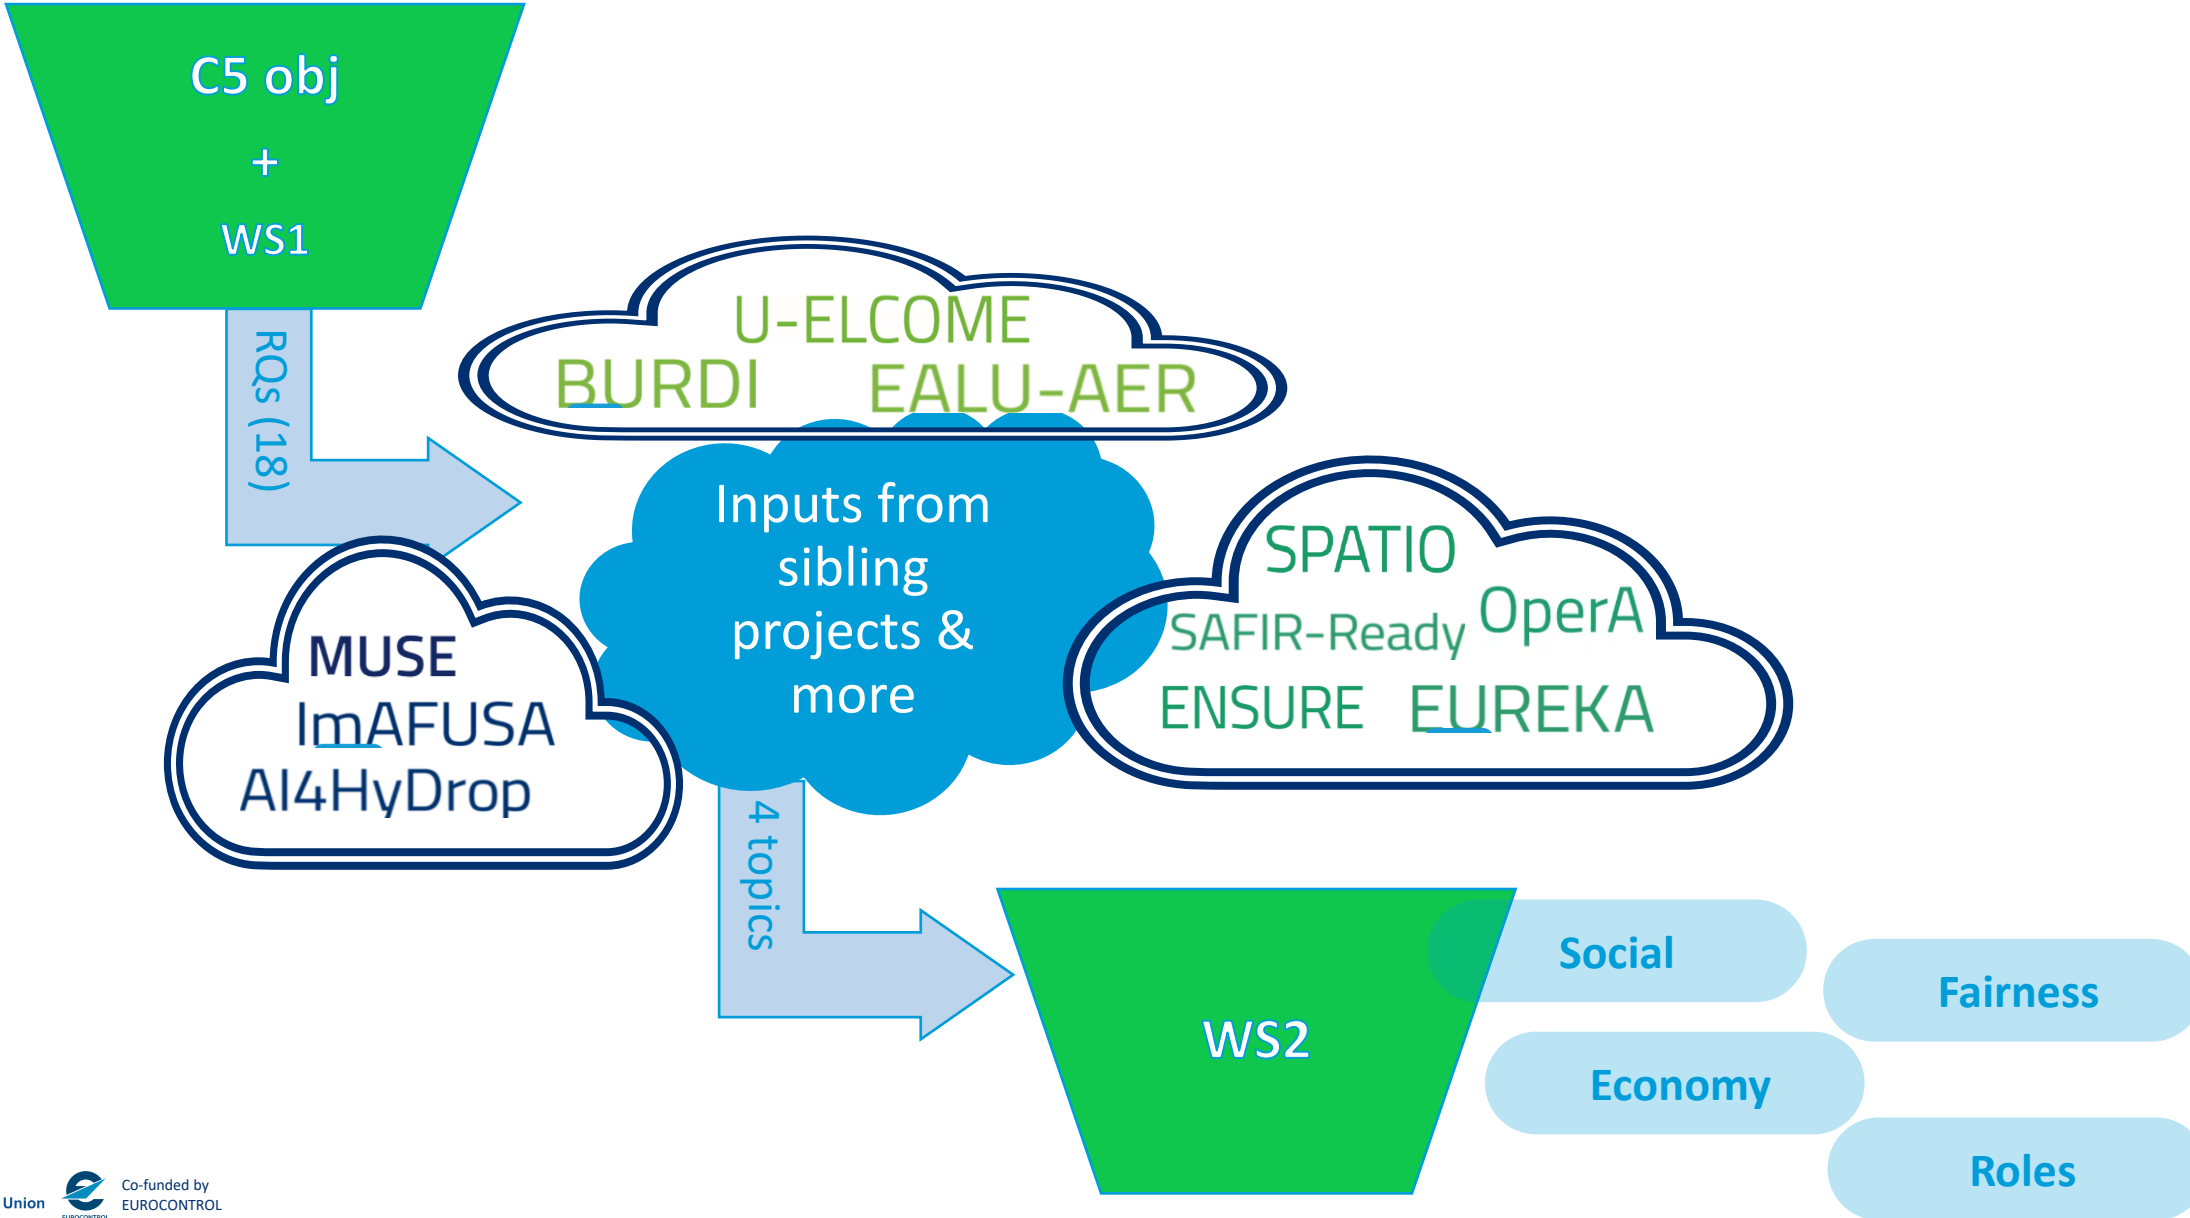 C5 obj
+
WS1
RQs (18)
U-ELCOME
BURDI EALU-AER
Inputs from
sibling
projects &
more
SPATIO
SAFIR-Ready OperA
ENSURE EUREKA
MUSE
ImAFUSA
AI4HyDrop
4 topics
WS2
Social
Fairness
Economy
Roles
Union
Co-funded by
EUROCONTROL
EUROCONTROL